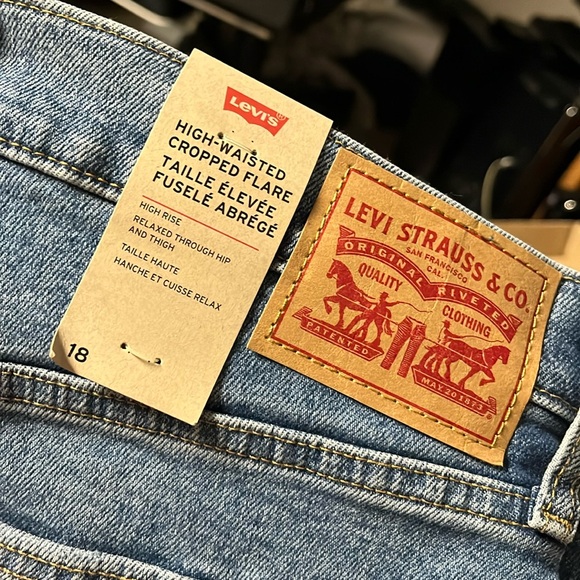 Levi's®
HIGH-WAISTED
CROPPED FLARE
TAILLE ÉLEVÉE
FUSELÉ ABRÉGÉ
HIGH RISE
RELAXED THROUGH HIP
AND THIGH
TAILLE HAUTE
HANCHE ET CUISSE RELAX
18
LEVI STRAUSS & CO.
SAN FRANCISCO
CAL.
ORIGINAL RIVETED
QUALITY
CLOTHING
PATENTED
MAY 20 1873